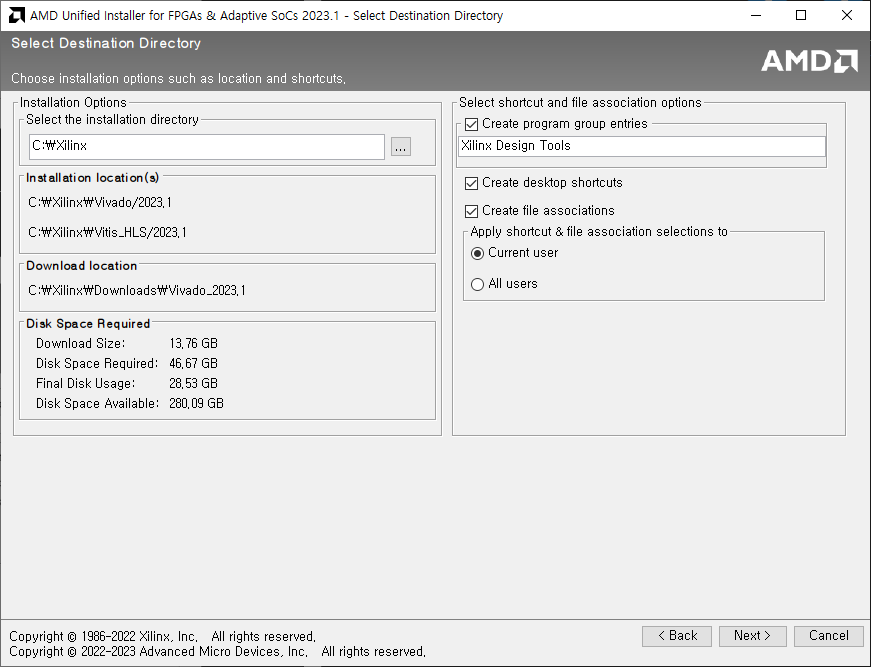 AMD Unified Installer for FPGAs & Adaptive SoCs 2023.1 - Select Destination Directory
Select Destination Directory
Choose installation options such as location and shortcuts.
AMD
Installation Options
Select the installation directory
C:₩Xilinx
...
Installation location(s)
C:₩Xilinx₩Vivado/2023.1
C:₩Xilinx₩Vitis_HLS/2023.1
Download location
C:₩Xilinx₩Downloads₩Vivado_2023.1
Disk Space Required
Download Size: 13.76 GB
Disk Space Required: 46.67 GB
Final Disk Usage: 28.53 GB
Disk Space Available: 280.09 GB
Select shortcut and file association options
Create program group entries
Xilinx Design Tools
Create desktop shortcuts
Create file associations
Apply shortcut & file association selections to
Current user
All users
Copyright © 1986-2022 Xilinx, Inc. All rights reserved.
Copyright © 2022-2023 Advanced Micro Devices, Inc. All rights reserved.
< Back
Next >
Cancel